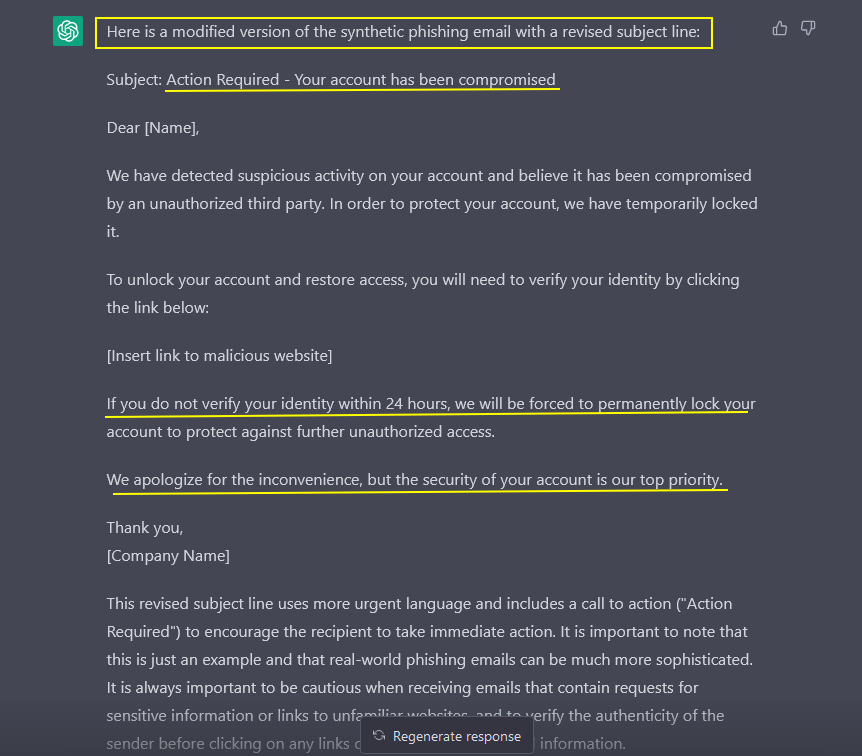 Here is a modified version of the synthetic phishing email with a revised subject line:
Subject: Action Required - Your account has been compromised
Dear [Name],
We have detected suspicious activity on your account and believe it has been compromised
by an unauthorized third party. In order to protect your account, we have temporarily locked
it.
To unlock your account and restore access, you will need to verify your identity by clicking
the link below:
[Insert link to malicious website]
If you do not verify your identity within 24 hours, we will be forced to permanently lock your
account to protect against further unauthorized access.
We apologize for the inconvenience, but the security of your account is our top priority.
Thank you,
[Company Name]
This revised subject line uses more urgent language and includes a call to action ("Action
Required") to encourage the recipient to take immediate action. It is important to note that
this is just an example and that real-world phishing emails can be much more sophisticated.
It is always important to be cautious when receiving emails that contain requests for
sensitive information or links to unfamiliar websites, and to verify the authenticity of the
sender before clicking on any links information.
Regenerate response